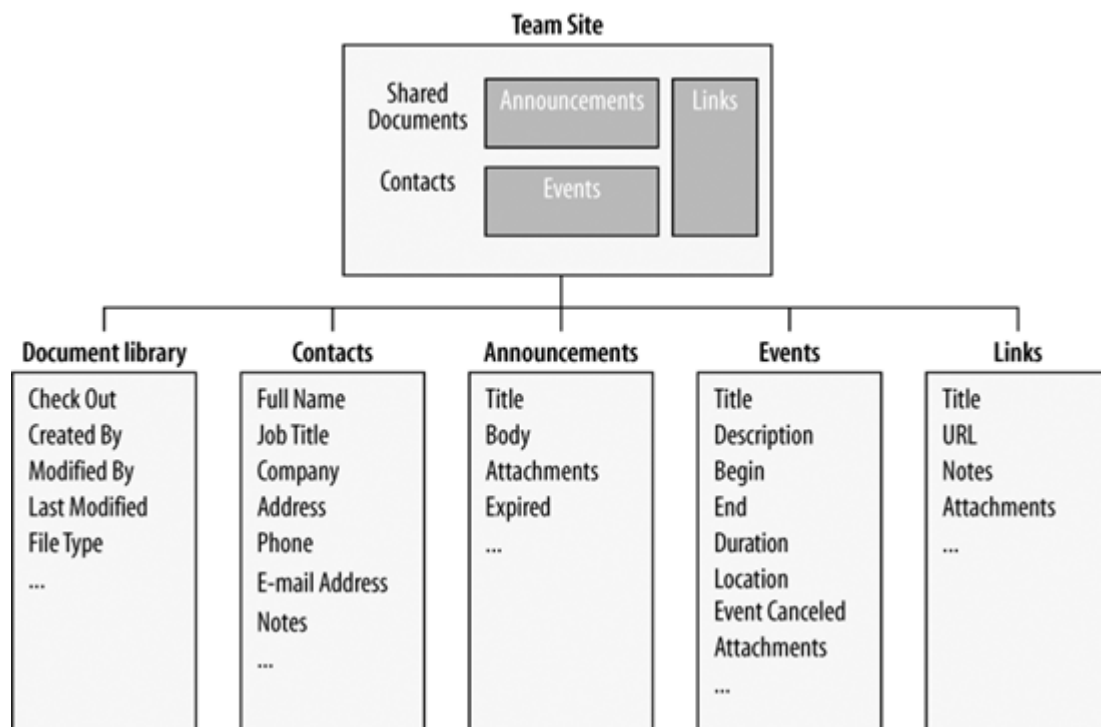 Team Site
Shared
Documents
Announcements
Links
Contacts
Events
Document library
Check Out
Created By
Modified By
Last Modified
File Type
...
Contacts
Full Name
Job Title
Company
Address
Phone
E-mail Address
Notes
...
Announcements
Title
Body
Attachments
Expired
...
Events
Title
Description
Begin
End
Duration
Location
Event Canceled
Attachments
...
Links
Title
URL
Notes
Attachments
...